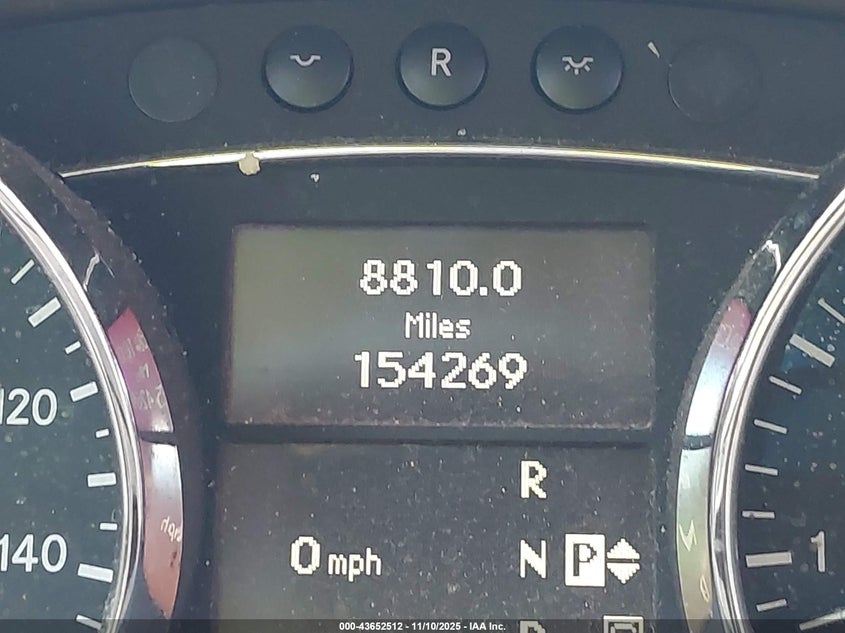 R
8810.0
Miles
154269
120
140
R
0 mph
N P
1
000-43652512 - 11/10/2025 - IAA Inc.